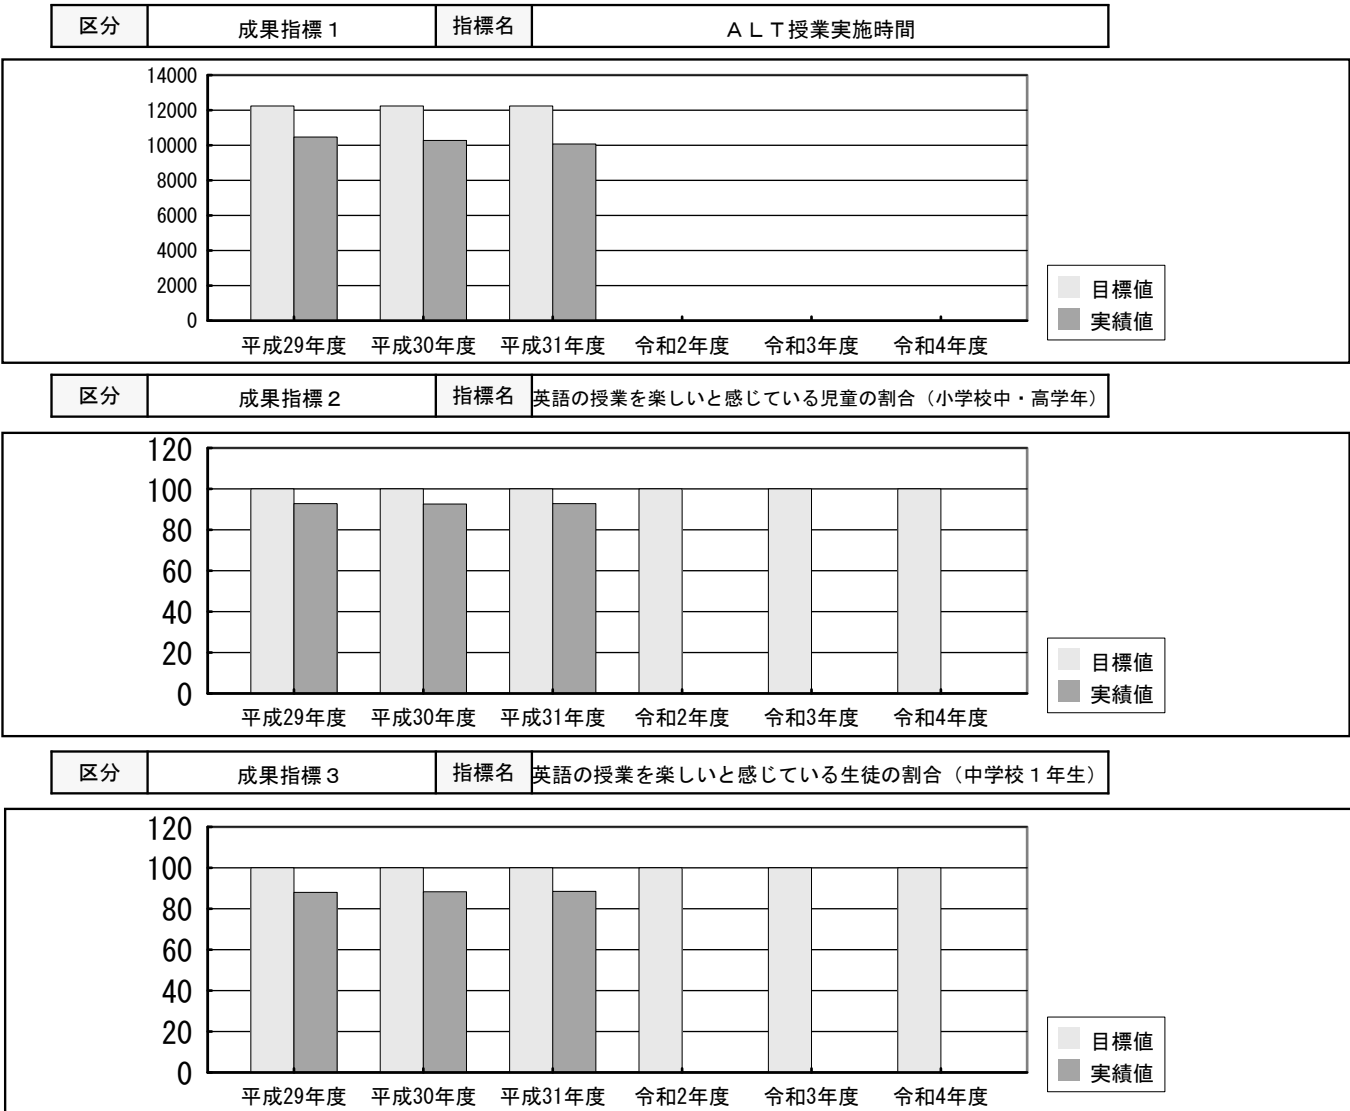 区分 成果指標１ 指標名 ＡＬＴ授業実施時間
14000
12000
10000
8000
6000
4000
2000
0
平成29年度 平成30年度 平成31年度 令和2年度 令和3年度 令和4年度
目標値
実績値
区分 成果指標２ 指標名 英語の授業を楽しいと感じている児童の割合（小学校中・高学年）
120
100
80
60
40
20
0
平成29年度 平成30年度 平成31年度 令和2年度 令和3年度 令和4年度
目標値
実績値
区分 成果指標３ 指標名 英語の授業を楽しいと感じている生徒の割合（中学校１年生）
120
100
80
60
40
20
0
平成29年度 平成30年度 平成31年度 令和2年度 令和3年度 令和4年度
目標値
実績値